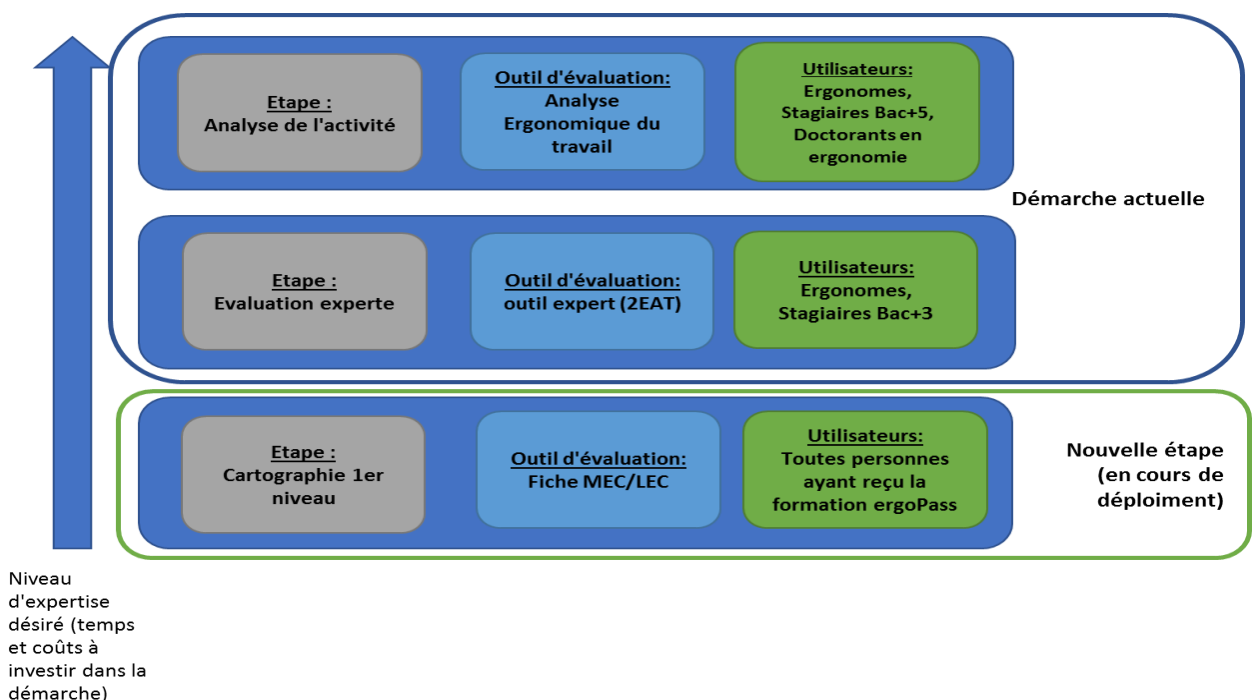 Etape :
Analyse de l'activité
Outil d'évaluation:
Analyse
Ergonomique du
travail
Utilisateurs:
Ergonomes,
Stagiaires Bac+5,
Doctorants en
ergonomie
Démarche actuelle
Etape :
Evaluation experte
Outil d'évaluation:
outil expert (2EAT)
Utilisateurs:
Ergonomes,
Stagiaires Bac+3
Etape :
Cartographie 1er
niveau
Outil d'évaluation:
Fiche MEC/LEC
Utilisateurs:
Toutes personnes
ayant reçu la
formation ergoPass
Nouvelle étape
(en cours de
déploiment)
Niveau
d'expertise
désiré (temps
et coûts à
investir dans la
démarche)